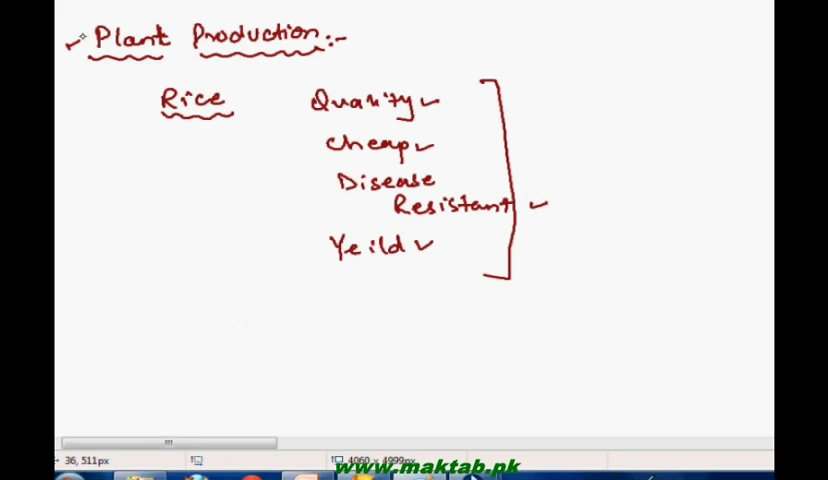 Plant Production:-
Rice Quality
Cheap
Disease
Resistant
Yeild
36, 511px
4060 × 4999px
www.maktab.pk